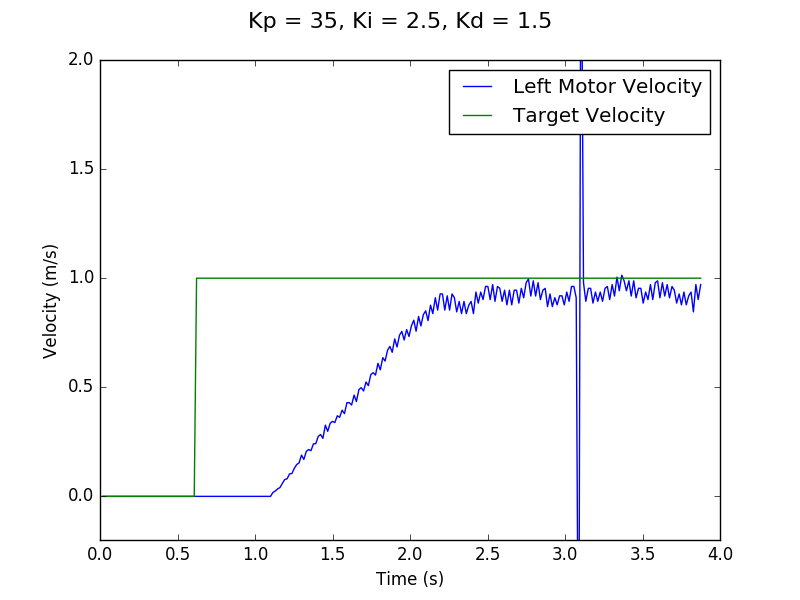 Kp = 35, Ki = 2.5, Kd = 1.5
2.0
Left Motor Velocity
Target Velocity
1.5
1.0
0.5
0.0
Velocity (m/s)
0.0 0.5 1.0 1.5 2.0 2.5 3.0 3.5 4.0
Time (s)